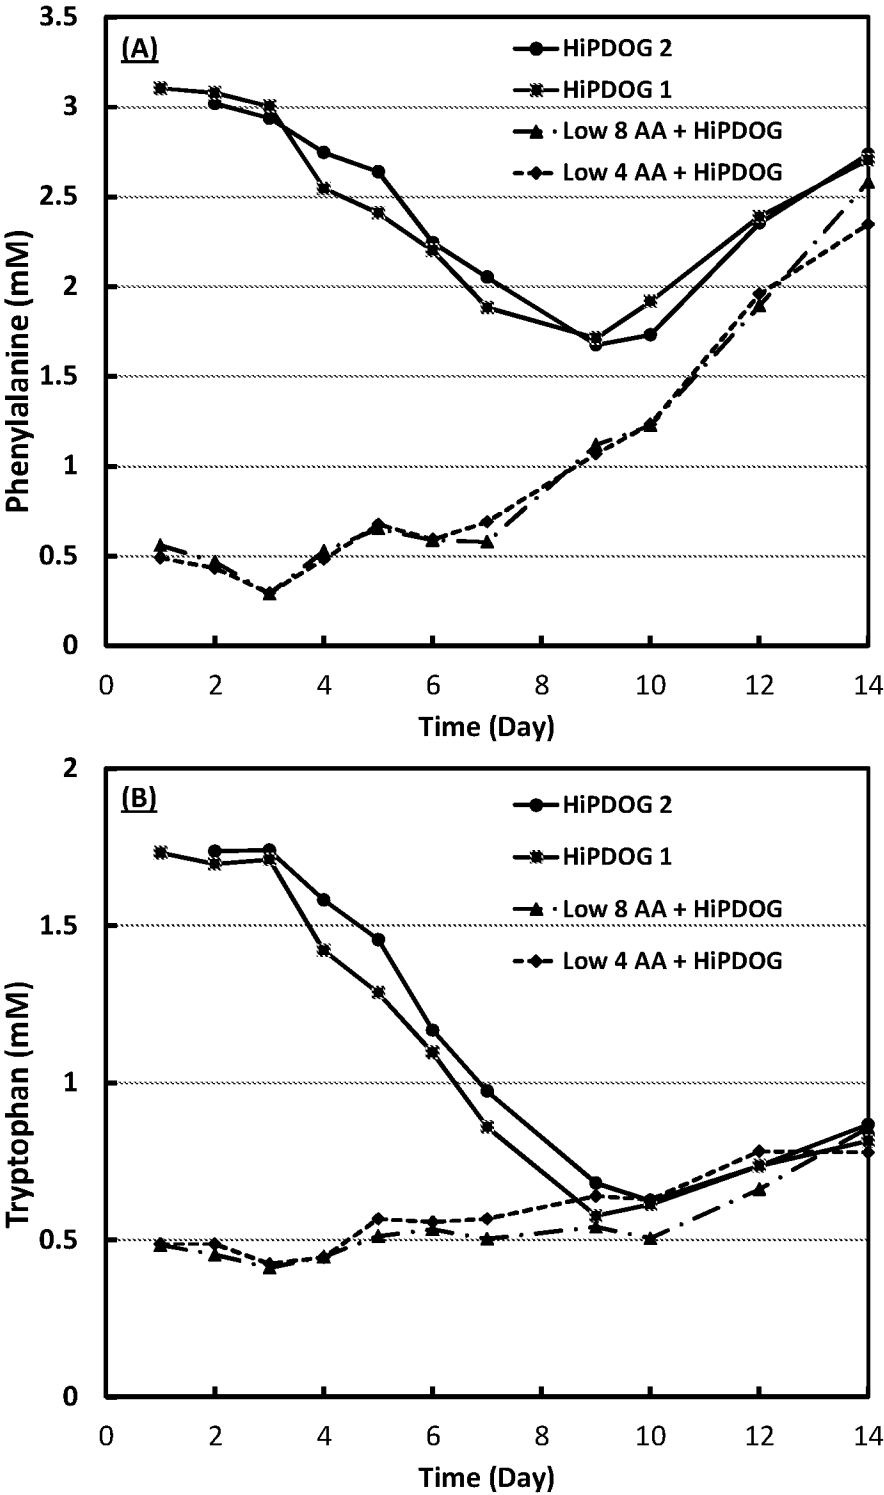 3.5
(A)
HiPDOG 2
3
HiPDOG 1
Low 8 AA + HiPDOG
2.5
Low 4 AA + HiPDOG
2
1.5
1
0.5
0
Phenylalanine (mM)
0 2 4 6 8 10 12 14
Time (Day)
2
(B)
HiPDOG 2
HiPDOG 1
1.5
Low 8 AA + HiPDOG
Low 4 AA + HiPDOG
1
0.5
0
Tryptophan (mM)
0 2 4 6 8 10 12 14
Time (Day)